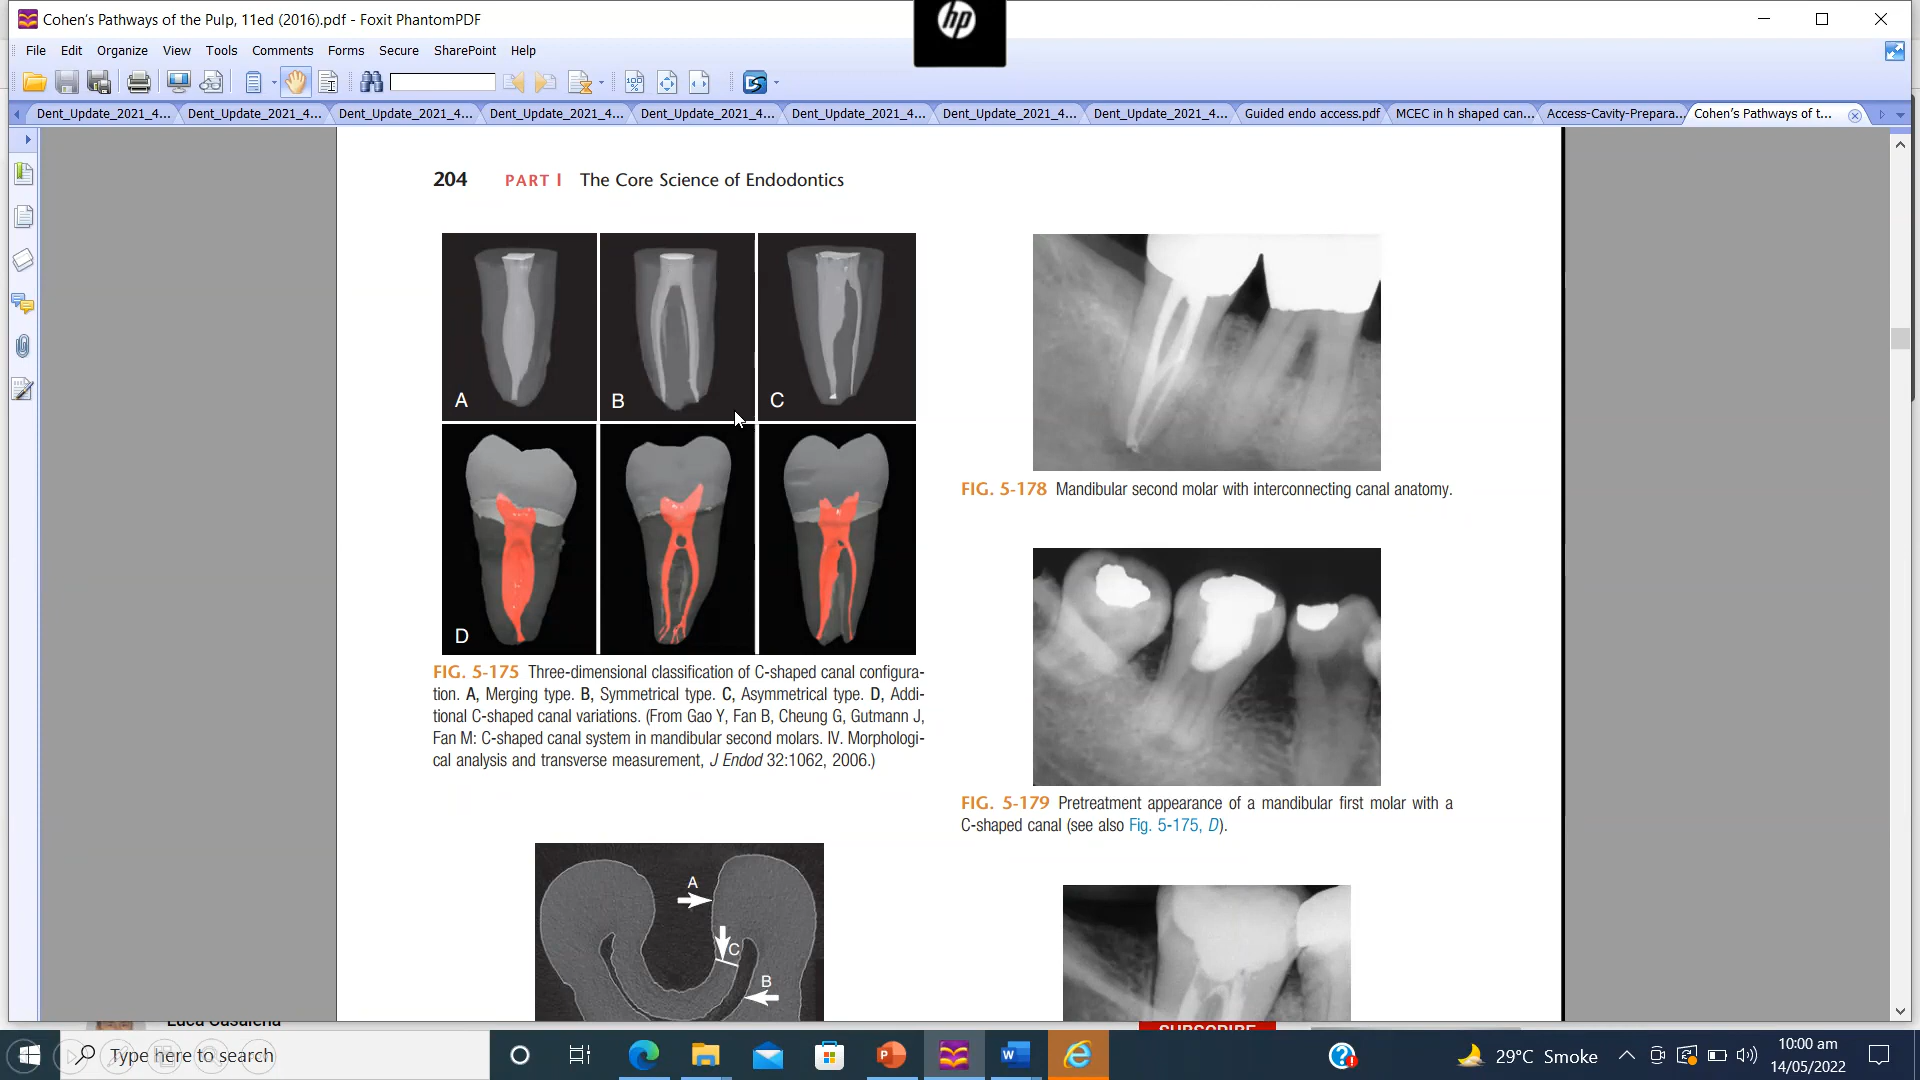 Cohen's Pathways of the Pulp, 11ed (2016).pdf - Foxit PhantomPDF
hp
File Edit Organize View Tools Comments Forms Secure SharePoint Help
Dent_Update_2021_4... Dent_Update_2021_4... Dent_Update_2021_4... Dent_Update_2021_4... Dent_Update_2021_4... Dent_Update_2021_4... Dent_Update_2021_4... Dent_Update_2021_4... Guided endo access.pdf MCEC in h shaped can... Access-Cavity-Prepara... Cohen's Pathways of t...
204 PART I The Core Science of Endodontics
A B C
D
FIG. 5-175 Three-dimensional classification of C-shaped canal configura-
tion. A, Merging type. B, Symmetrical type. C, Asymmetrical type. D, Addi-
tional C-shaped canal variations. (From Gao Y, Fan B, Cheung G, Gutmann J,
Fan M: C-shaped canal system in mandibular second molars. IV. Morphologi-
cal analysis and transverse measurement, J Endod 32:1062, 2006.)
A
C
B
FIG. 5-178 Mandibular second molar with interconnecting canal anatomy.
FIG. 5-179 Pretreatment appearance of a mandibular first molar with a
C-shaped canal (see also Fig. 5-175, D).
Luca Casalena
SUBSCRIBE
Type here to search
29°C Smoke
10:00 am
14/05/2022